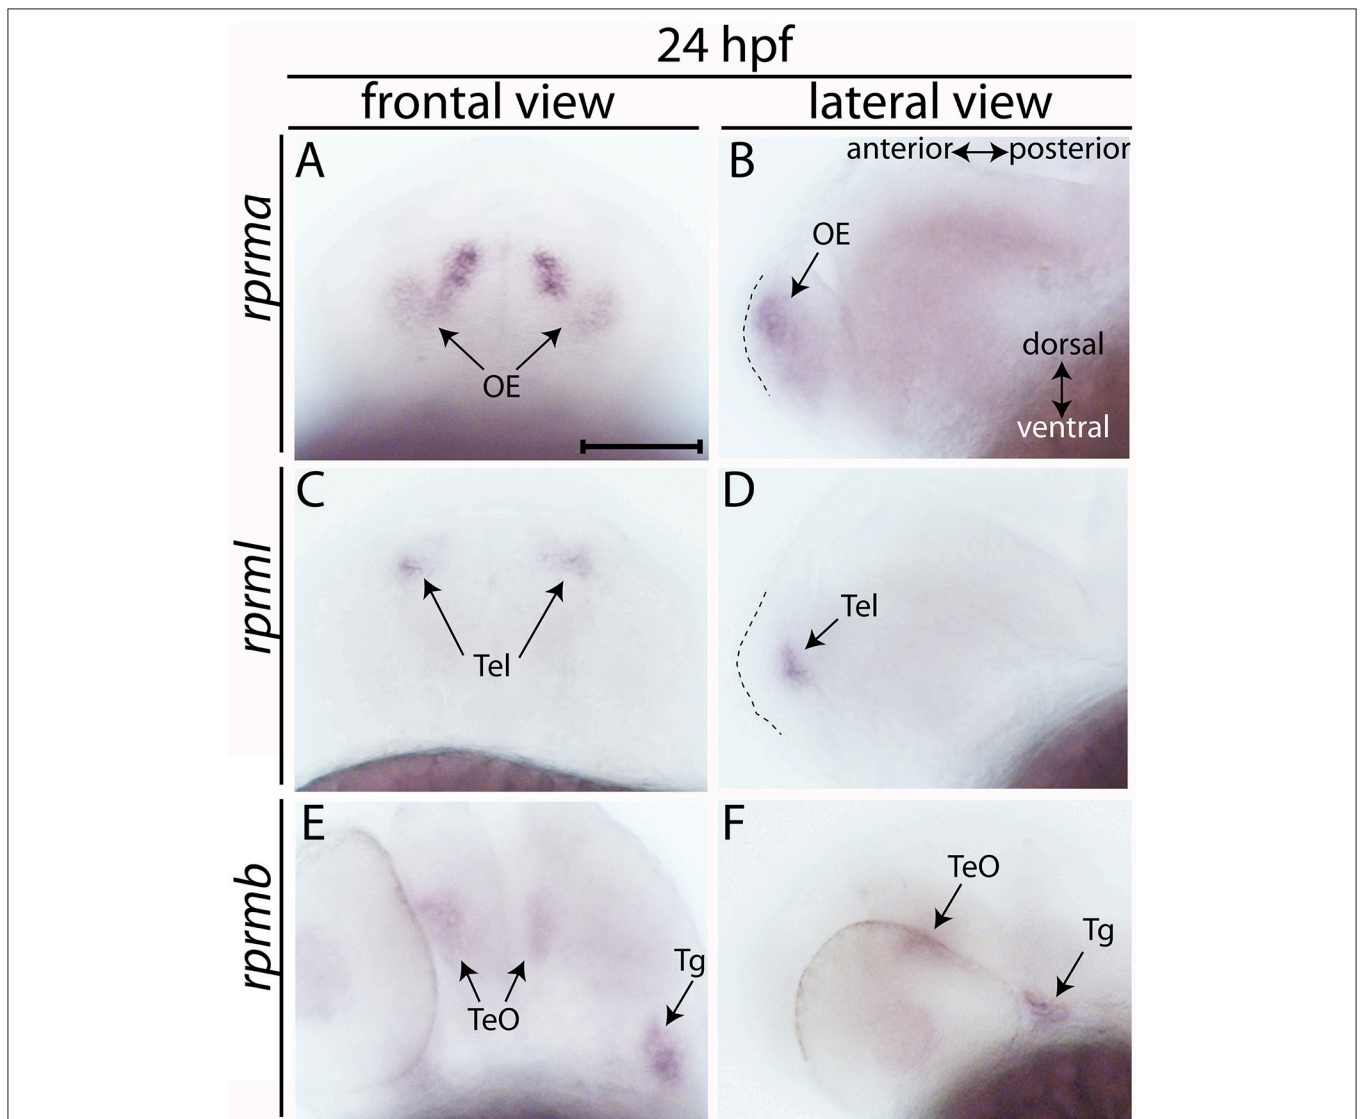 24 hpf
frontal view
lateral view
rprma
A
OE
B
anterior
posterior
OE
dorsal
ventral
rprml
C
Tel
D
Tel
rprmb
E
TeO
Tg
F
TeO
Tg